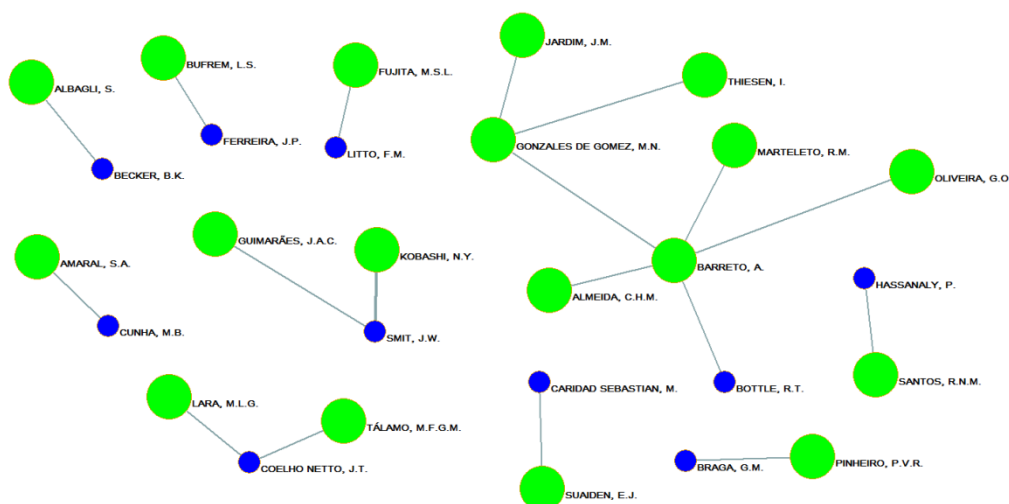 JARDIM, J.M.
BUFREM, L.S.
FUJITA, M.S.L.
THIESEN, I.
ALBAGLI, S.
FERREIRA, J.P.
LITTO, F.M.
GONZALES DE GOMEZ, M.N.
MARTELETO, R.M.
BECKER, B.K.
OLIVEIRA, G.O
GUIMARÃES, J.A.C.
KOBASHI, N.Y.
AMARAL, S.A.
BARRETO, A.
HASSANALY, P.
ALMEIDA, C.H.M.
CUNHA, M.B.
SMIT, J.W.
CARIDAD SEBASTIAN, M.
BOTTLE, R.T.
SANTOS, R.N.M.
LARA, M.L.G.
TÁLAMO, M.F.G.M.
COELHO NETTO, J.T.
BRAGA, G.M.
PINHEIRO, P.V.R.
SUAIDEN, E.J.